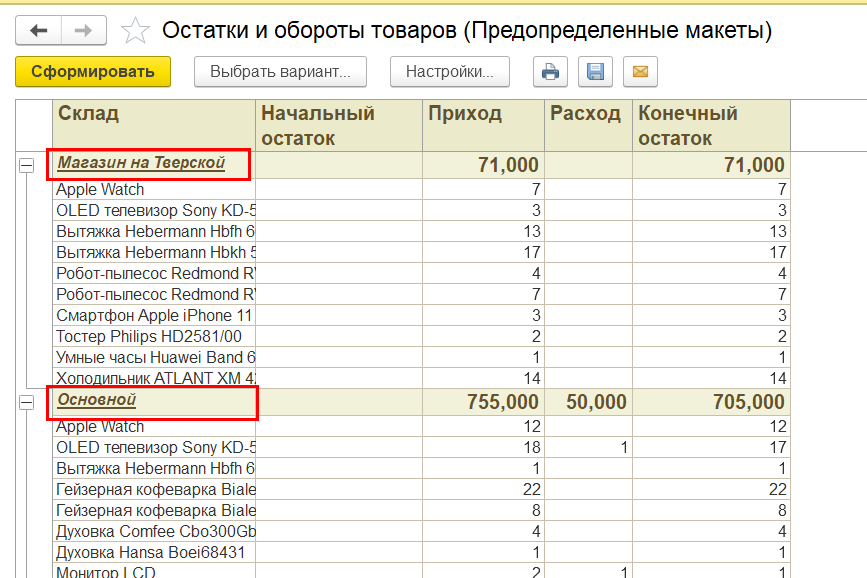 Остатки и обороты товаров (Предопределенные макеты)
Сформировать Выбрать вариант... Настройки...
Склад Начальный остаток Приход Расход Конечный остаток
Магазин на Тверской 71,000 71,000
Apple Watch 7 7
OLED телевизор Sony KD-5 3 3
Вытяжка Hebermann Hbfh 6 13 13
Вытяжка Hebermann Hbkh 5 17 17
Робот-пылесос Redmond RV 4 4
Робот-пылесос Redmond RV 7 7
Смартфон Apple iPhone 11 3 3
Тостер Philips HD2581/00 2 2
Умные часы Huawei Band 6 1 1
Холодильник ATLANT XM 42 14 14
Основной 755,000 50,000 705,000
Apple Watch 12 12
OLED телевизор Sony KD-5 18 1 17
Вытяжка Hebermann Hbfh 6 1 1
Гейзерная кофеварка Biale 22 22
Гейзерная кофеварка Biale 8 8
Духовка Comfee Cbo300Gb 4 4
Духовка Hansa Boei68431 1 1
Монитор LCD 2 1 1